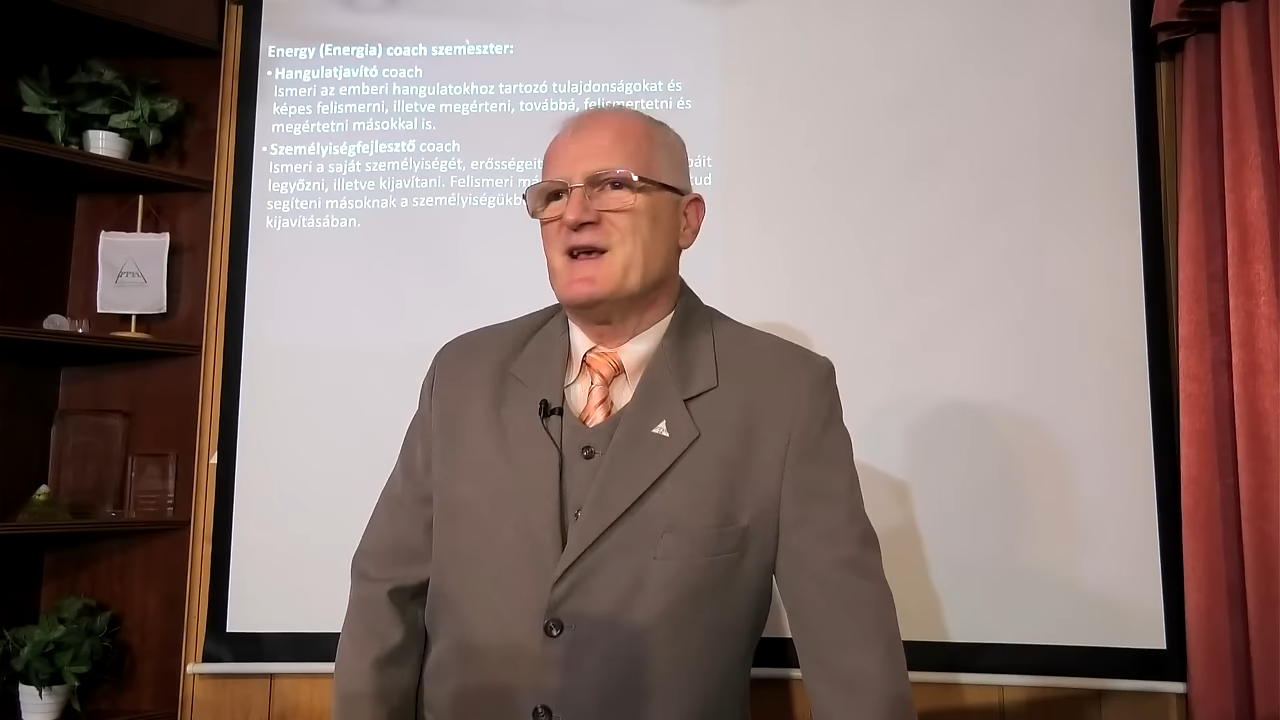 Energy (Energia) coach szemeszter:
• Hangulatjavító coach
Ismeri az emberi hangulatokhoz tartozó tulajdonságokat és
képes felismerni, illetve megérteni, továbbá, felismertetni és
megértetni másokkal is.
• Személyiségfejlesztő coach
Ismeri a saját személyiségét, erősségeit
legyőzni, illetve kijavítani. Felismeri
segíteni másoknak a
kijavításában.